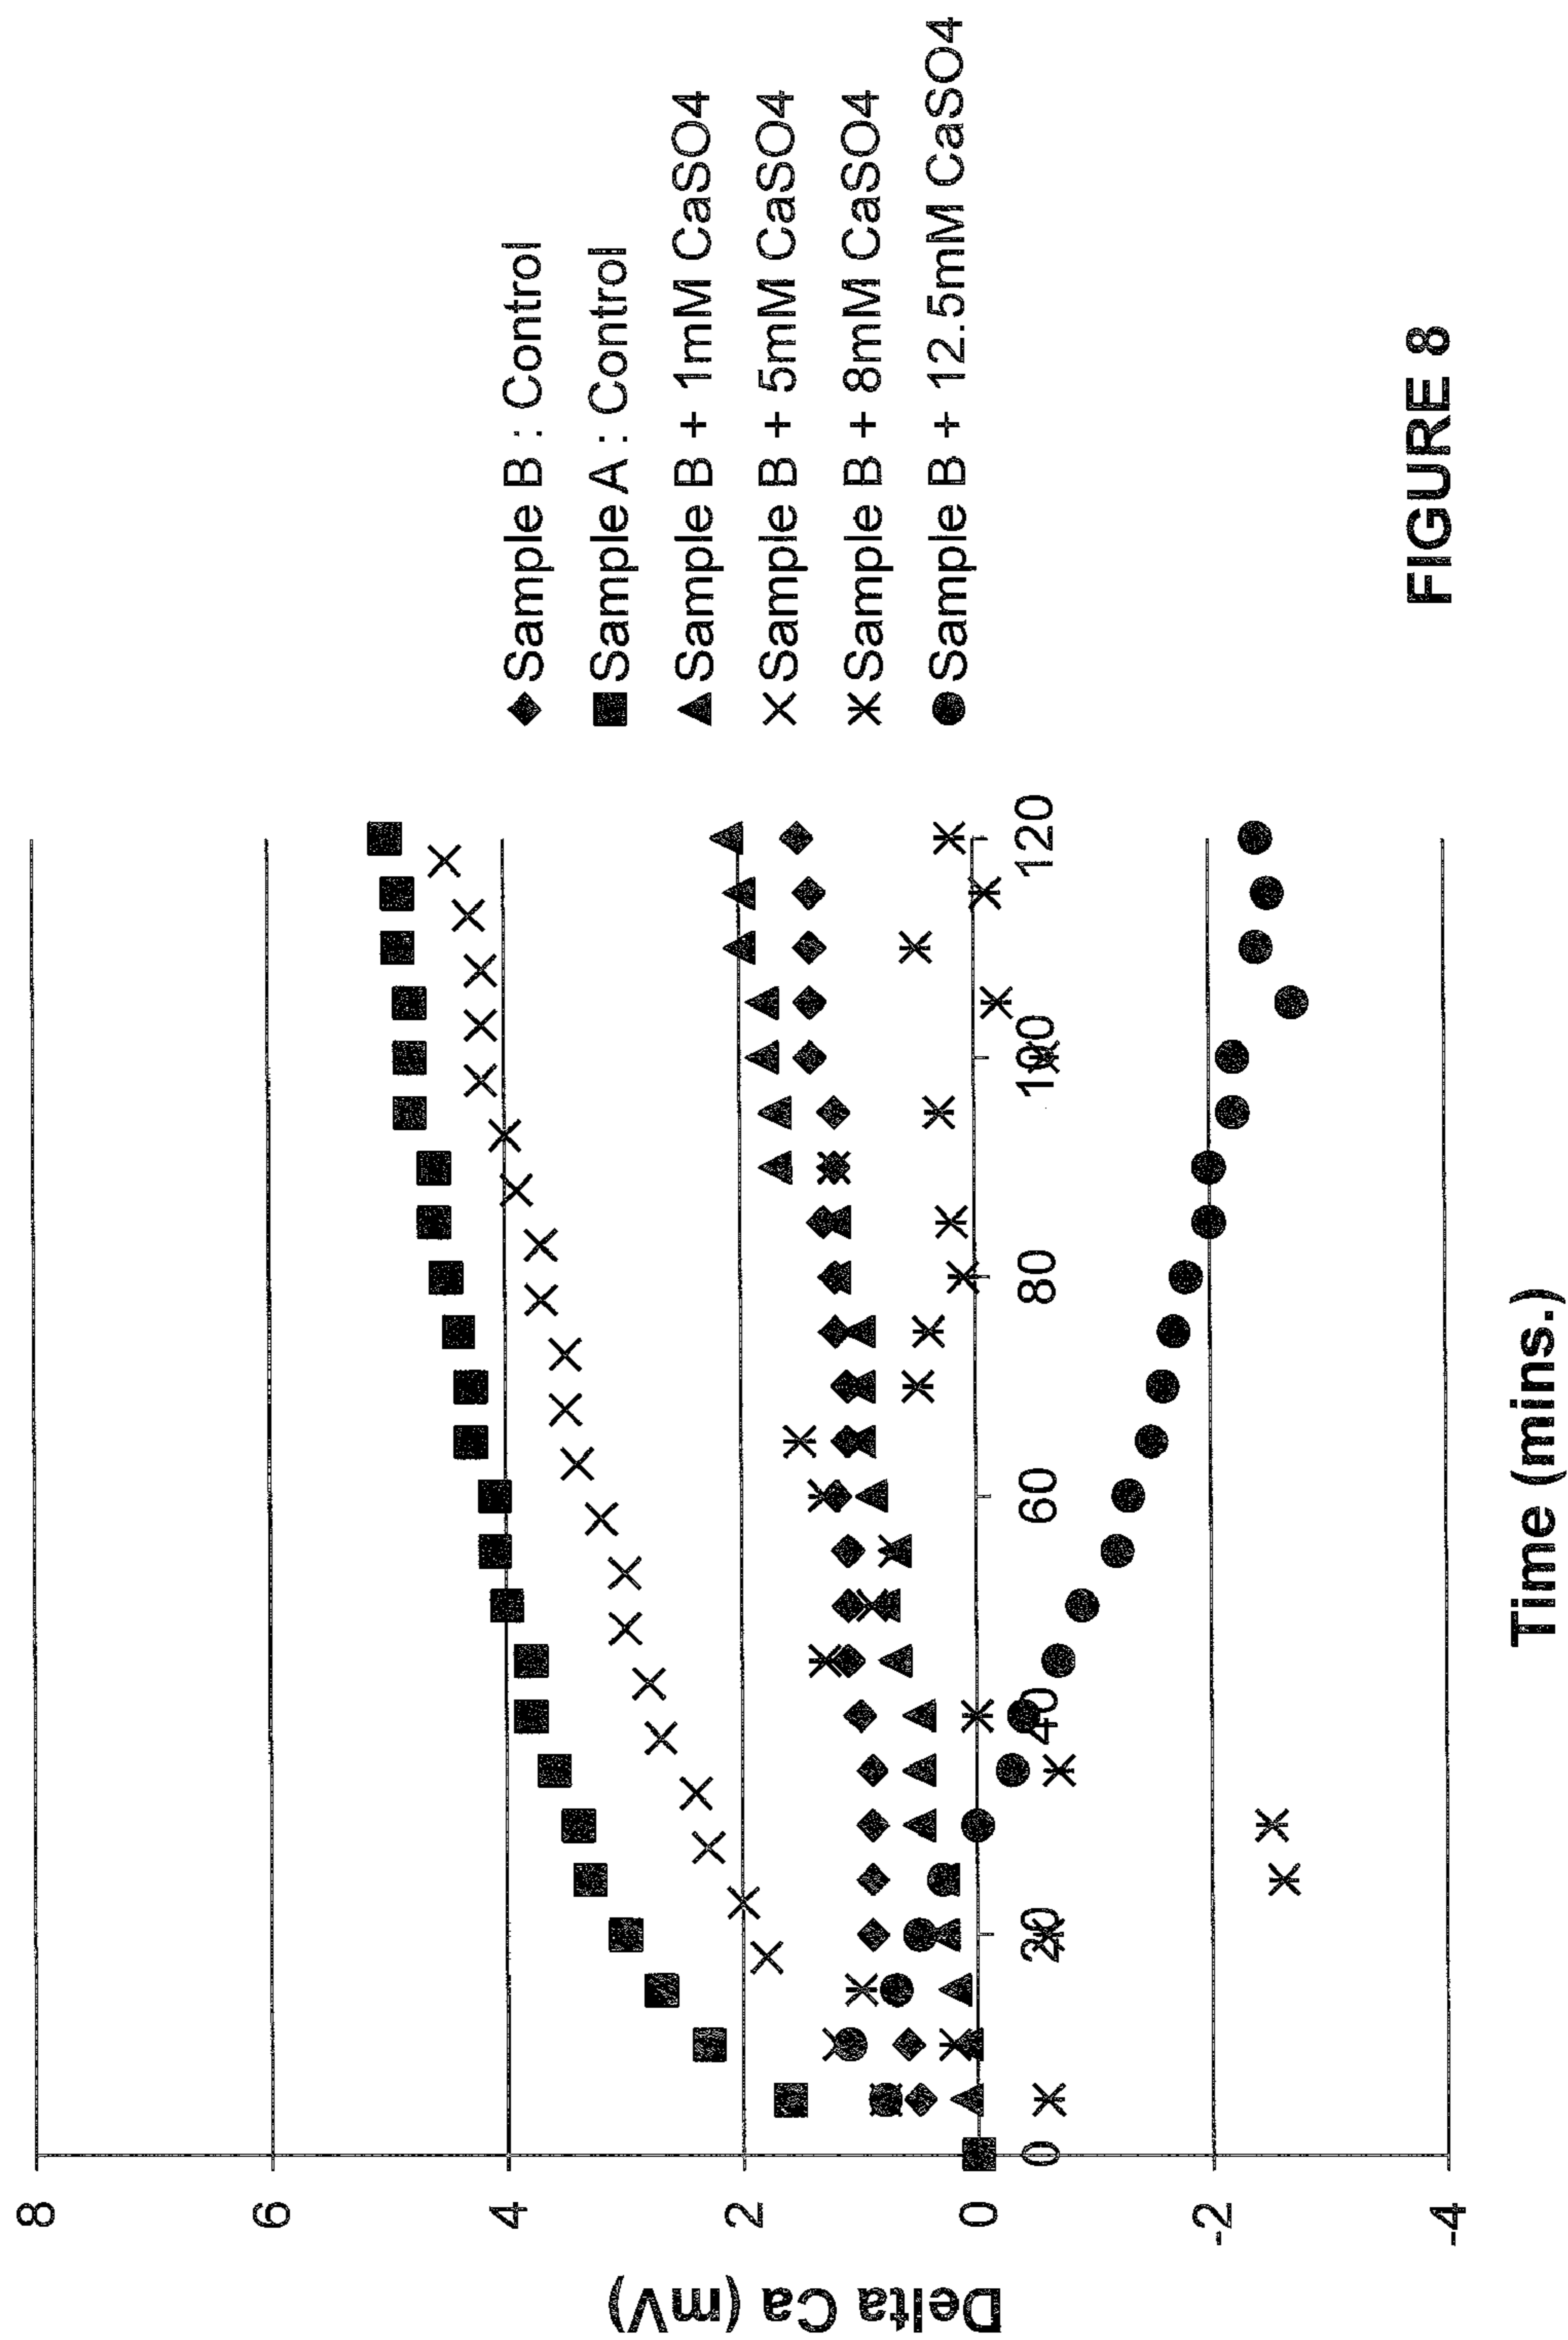 Delta Ca (mV)
8
6
4
2
0
-2
-4
0
20
40
60
80
100
120
Time (mins.)
Sample B : Control
Sample A : Control
Sample B + 1mM CaSO4
Sample B + 5mM CaSO4
Sample B + 8mM CaSO4
Sample B + 12.5mM CaSO4
FIGURE 8